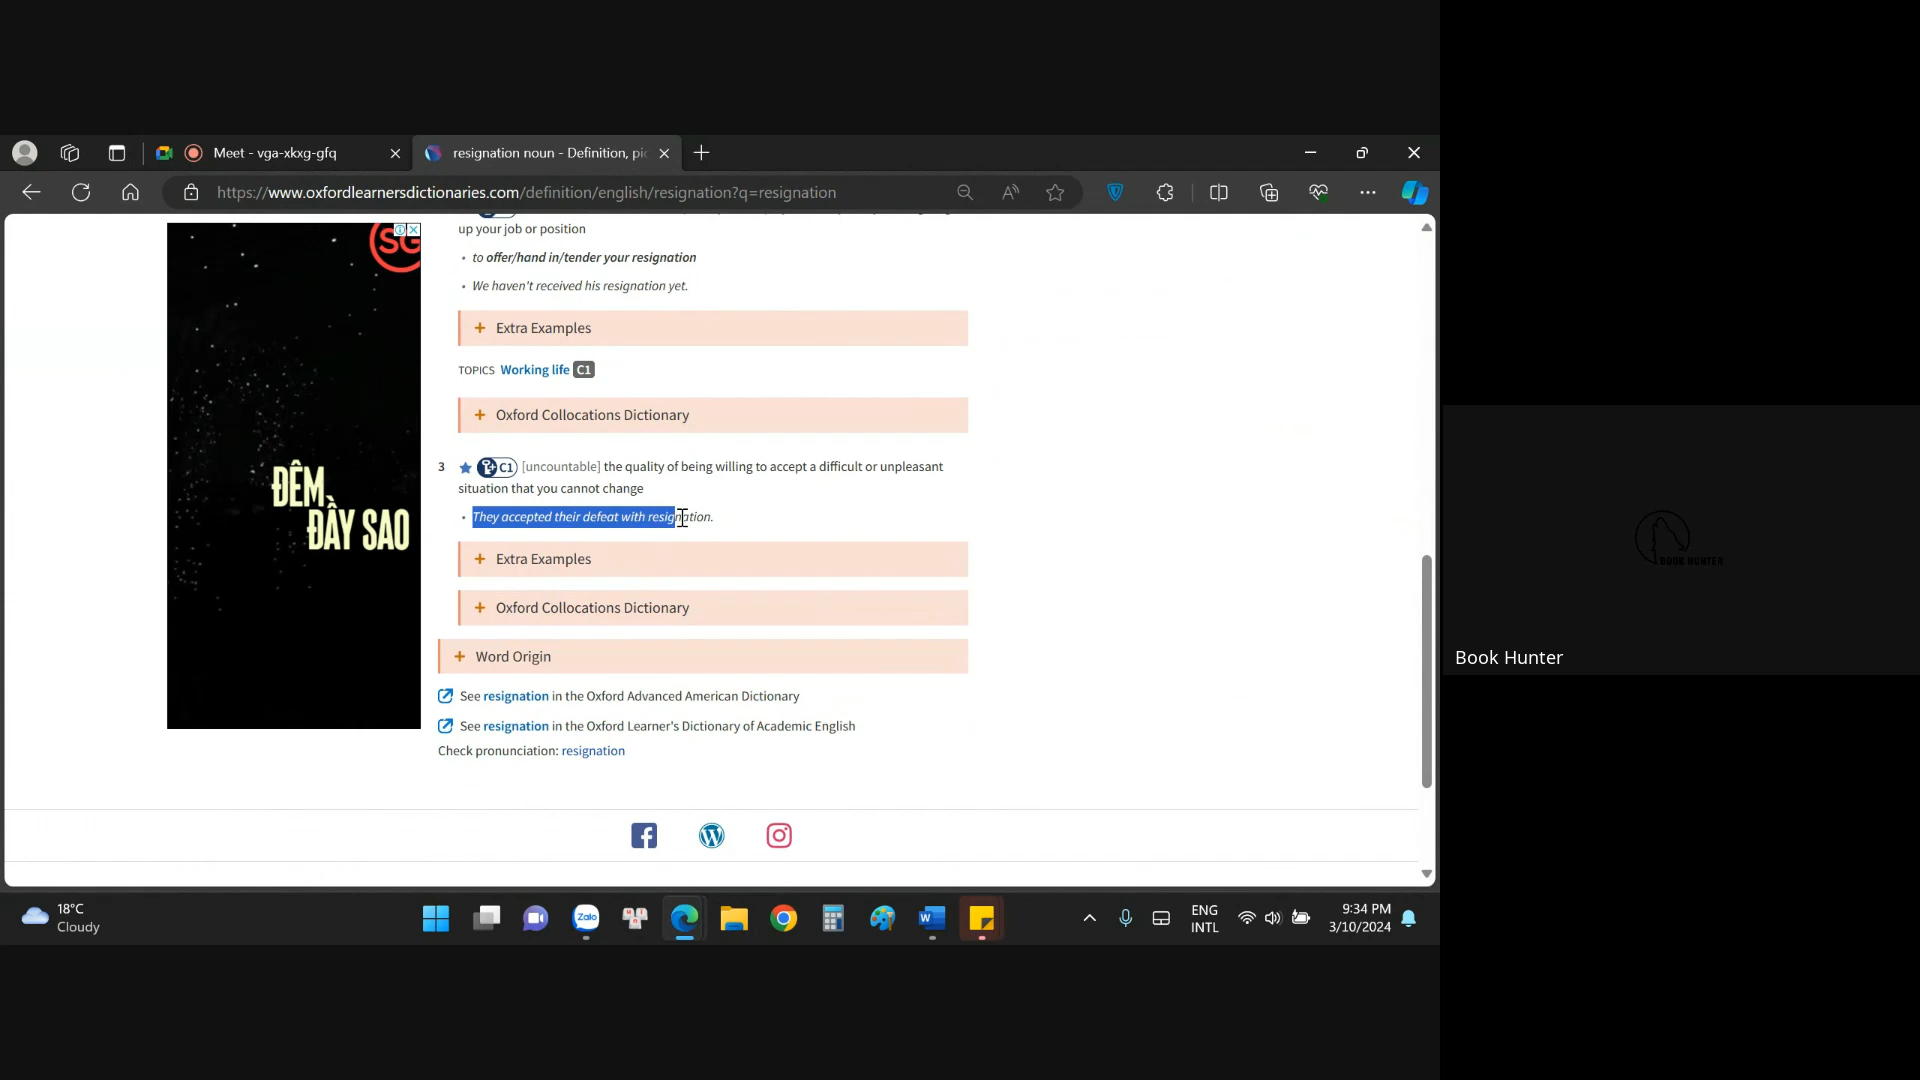 Meet - vga-xkxg-gfq
resignation noun - Definition, pic
https://www.oxfordlearnersdictionaries.com/definition/english/resignation?q=resignation
SG
up your job or position
• to offer/hand in/tender your resignation
• We haven't received his resignation yet.
+ Extra Examples
TOPICS Working life C1
+ Oxford Collocations Dictionary
3 C1 [uncountable] the quality of being willing to accept a difficult or unpleasant
situation that you cannot change
• They accepted their defeat with resignation.
+ Extra Examples
+ Oxford Collocations Dictionary
+ Word Origin
See resignation in the Oxford Advanced American Dictionary
See resignation in the Oxford Learner's Dictionary of Academic English
Check pronunciation: resignation
ĐÊM
ĐẦY SAO
BOOK HUNTER
Book Hunter
18°C
Cloudy
Zalo
ENG
INTL
9:34 PM
3/10/2024